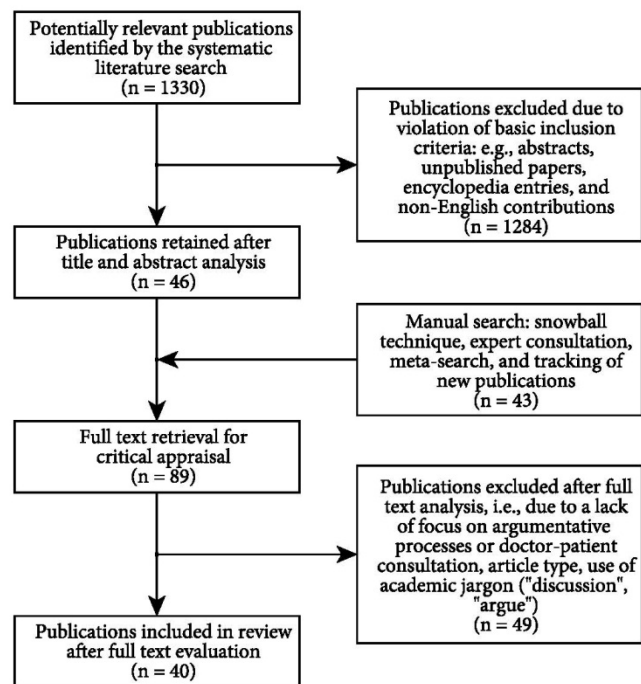 Potentially relevant publications
identified by the systematic
literature search
(n = 1330)
Publications excluded due to
violation of basic inclusion
criteria: e.g., abstracts,
unpublished papers,
encyclopedia entries, and
non-English contributions
(n = 1284)
Publications retained after
title and abstract analysis
(n = 46)
Manual search: snowball
technique, expert consultation,
meta-search, and tracking of
new publications
(n = 43)
Full text retrieval for
critical appraisal
(n = 89)
Publications excluded after full
text analysis, i.e., due to a lack
of focus on argumentative
processes or doctor-patient
consultation, article type, use of
academic jargon ("discussion",
"argue")
(n = 49)
Publications included in review
after full text evaluation
(n = 40)